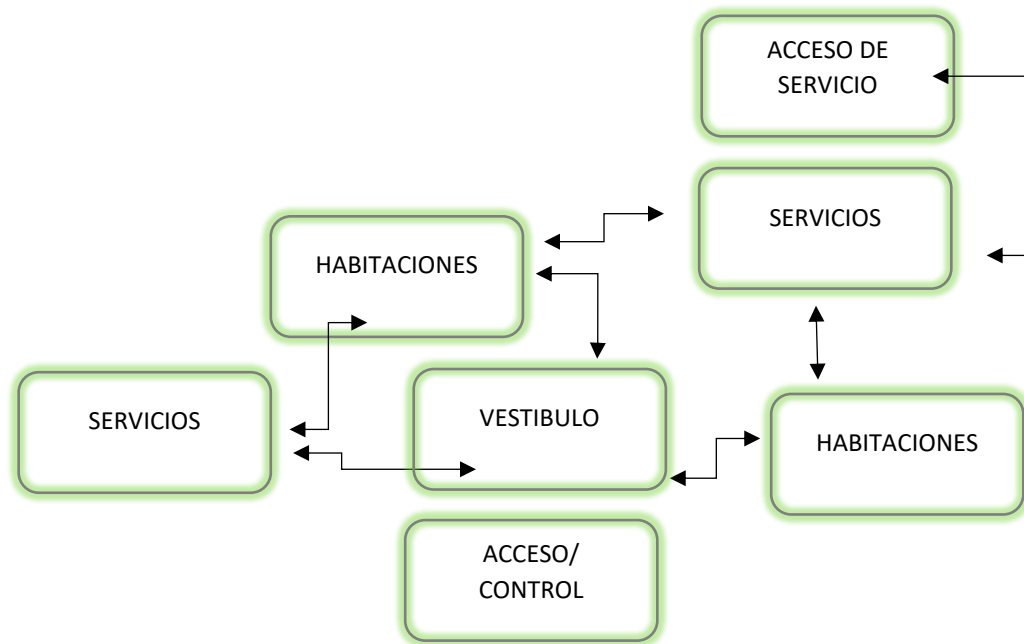 ACCESO DE
SERVICIO
SERVICIOS
HABITACIONES
SERVICIOS
VESTIBULO
HABITACIONES
ACCESO/
CONTROL